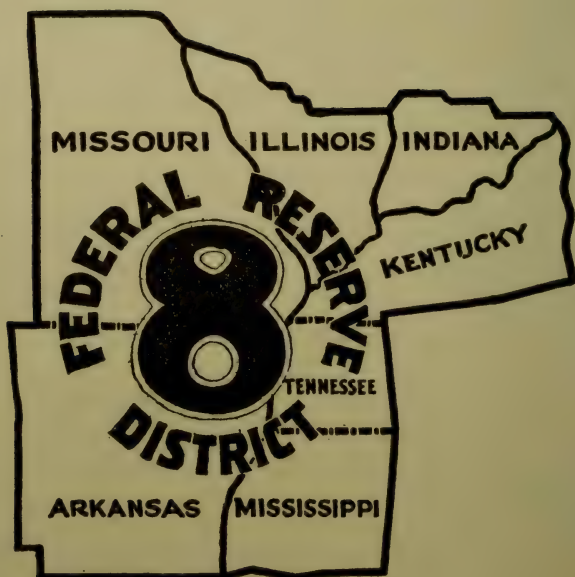 MISSOURI ILLINOIS INDIANA
KENTUCKY
FEDERAL RESERVE
8
DISTRICT
TENNESSEE
ARKANSAS MISSISSIPPI